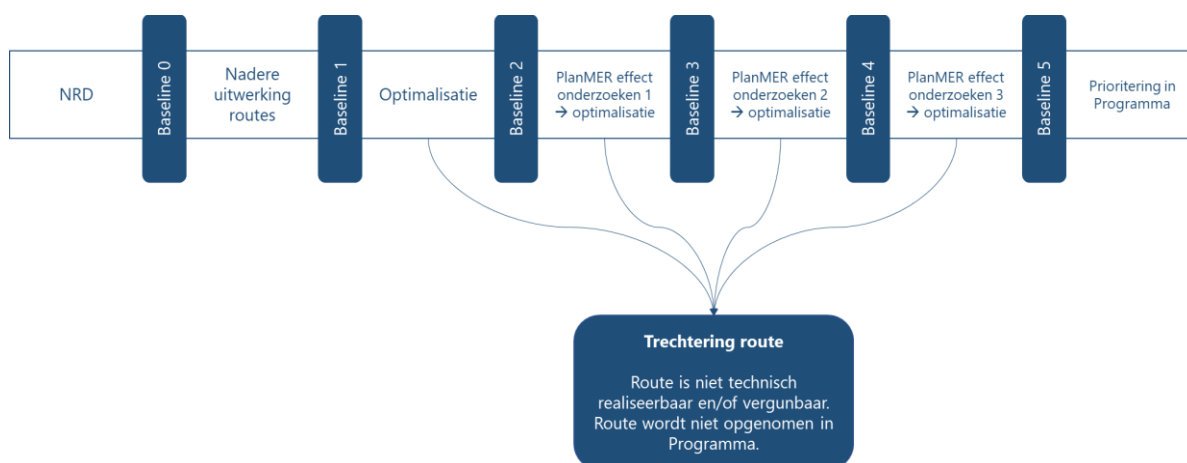 NRD
Baseline 0
Nadere
uitwerking
routes
Baseline 1
Optimalisatie
Baseline 2
PlanMER effect
onderzoeken 1
→ optimalisatie
Baseline 3
PlanMER effect
onderzoeken 2
→ optimalisatie
Baseline 4
PlanMER effect
onderzoeken 3
→ optimalisatie
Baseline 5
Prioritering in
Programma
Trechtering route
Route is niet technisch
realiseerbaar en/of vergunbaar.
Route wordt niet opgenomen in
Programma.